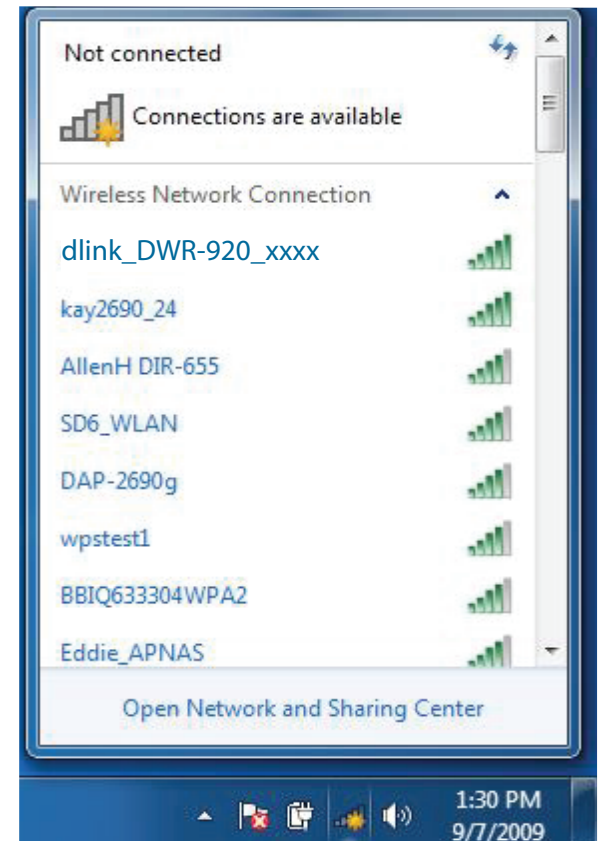 Not connected
Connections are available
Wireless Network Connection
dlink_DWR-920_xxxx
kay2690_24
AllenH DIR-655
SD6_WLAN
DAP-2690g
wpstest1
BBIQ633304WPA2
Eddie_APNAS
Open Network and Sharing Center
1:30 PM
9/7/2009